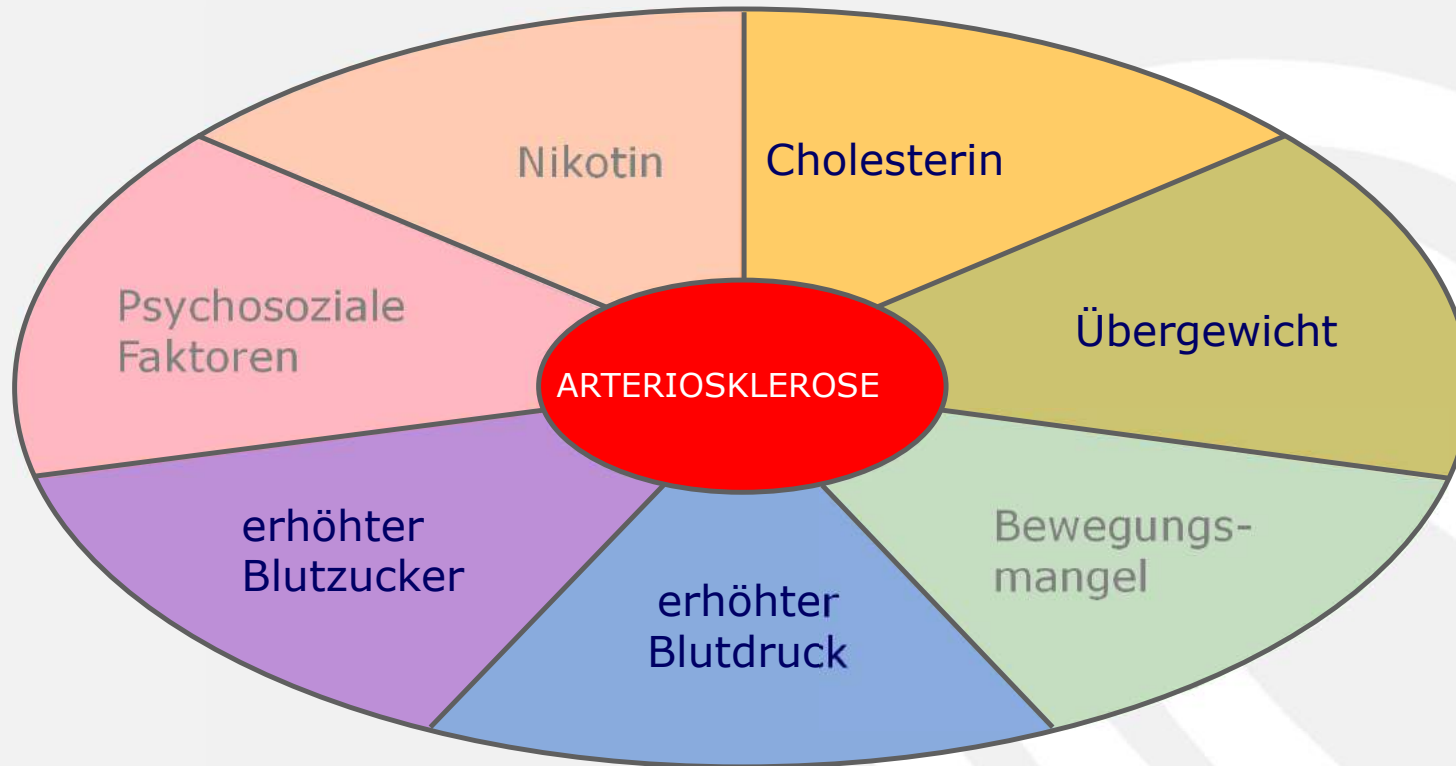 Nikotin
Cholesterin
Psychosoziale
Faktoren
Übergewicht
ARTERIOSKLEROSE
erhöhter
Blutzucker
Bewegungs-
mangel
erhöhter
Blutdruck